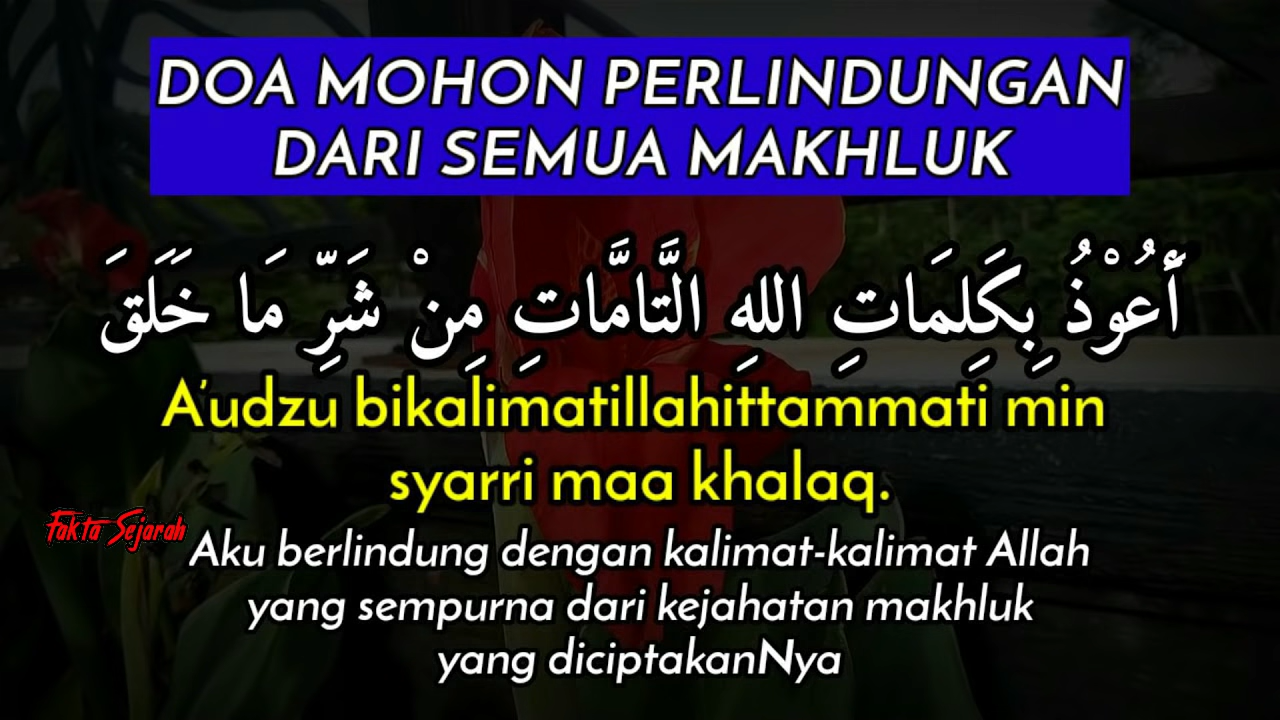 DOA MOHON PERLINDUNGAN
DARI SEMUA MAKHLUK
أَعُوْذُ بِكَلِمَاتِ اللهِ التَّامَّاتِ مِنْ شَرِّ مَا خَلَقَ
A'udzu bikalimatillahittammati min
syarri maa khalaq.
Fakta Sejarah
Aku berlindung dengan kalimat-kalimat Allah
yang sempurna dari kejahatan makhluk
yang diciptakanNya